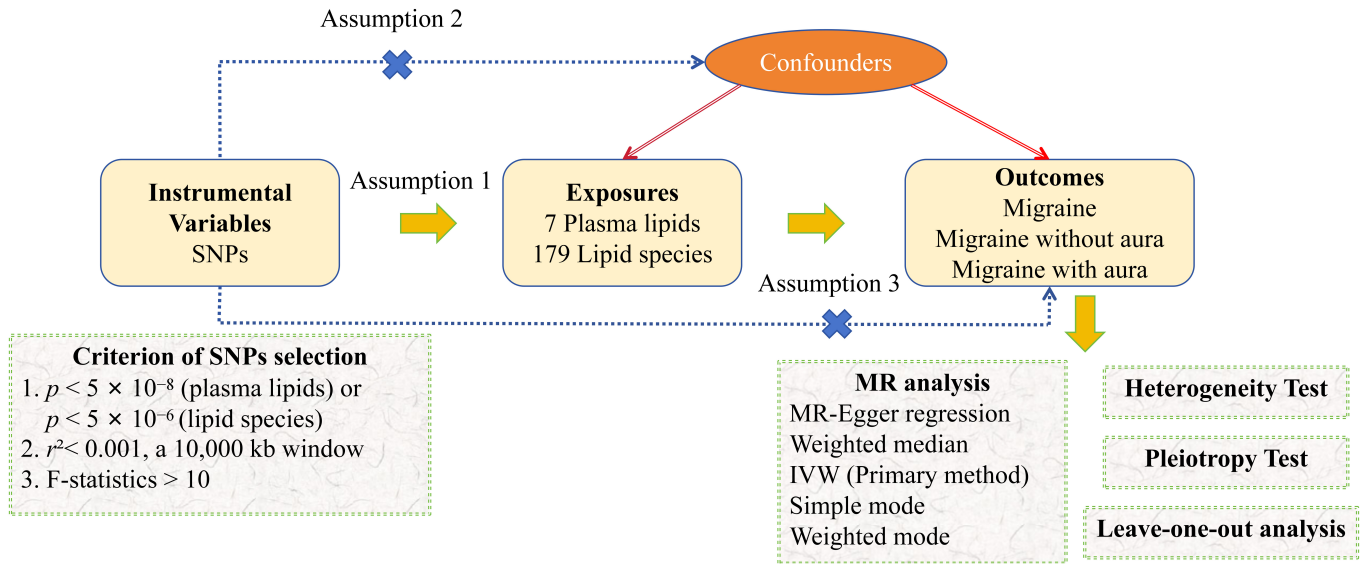 Assumption 2
Confounders
Instrumental
Variables
SNPs
Assumption 1
Exposures
7 Plasma lipids
179 Lipid species
Outcomes
Migraine
Migraine without aura
Migraine with aura
Assumption 3
Criterion of SNPs selection
1. p < 5 × 10⁻⁸ (plasma lipids) or
p < 5 × 10⁻⁶ (lipid species)
2. r²< 0.001, a 10,000 kb window
3. F-statistics > 10
MR analysis
MR-Egger regression
Weighted median
IVW (Primary method)
Simple mode
Weighted mode
Heterogeneity Test
Pleiotropy Test
Leave-one-out analysis